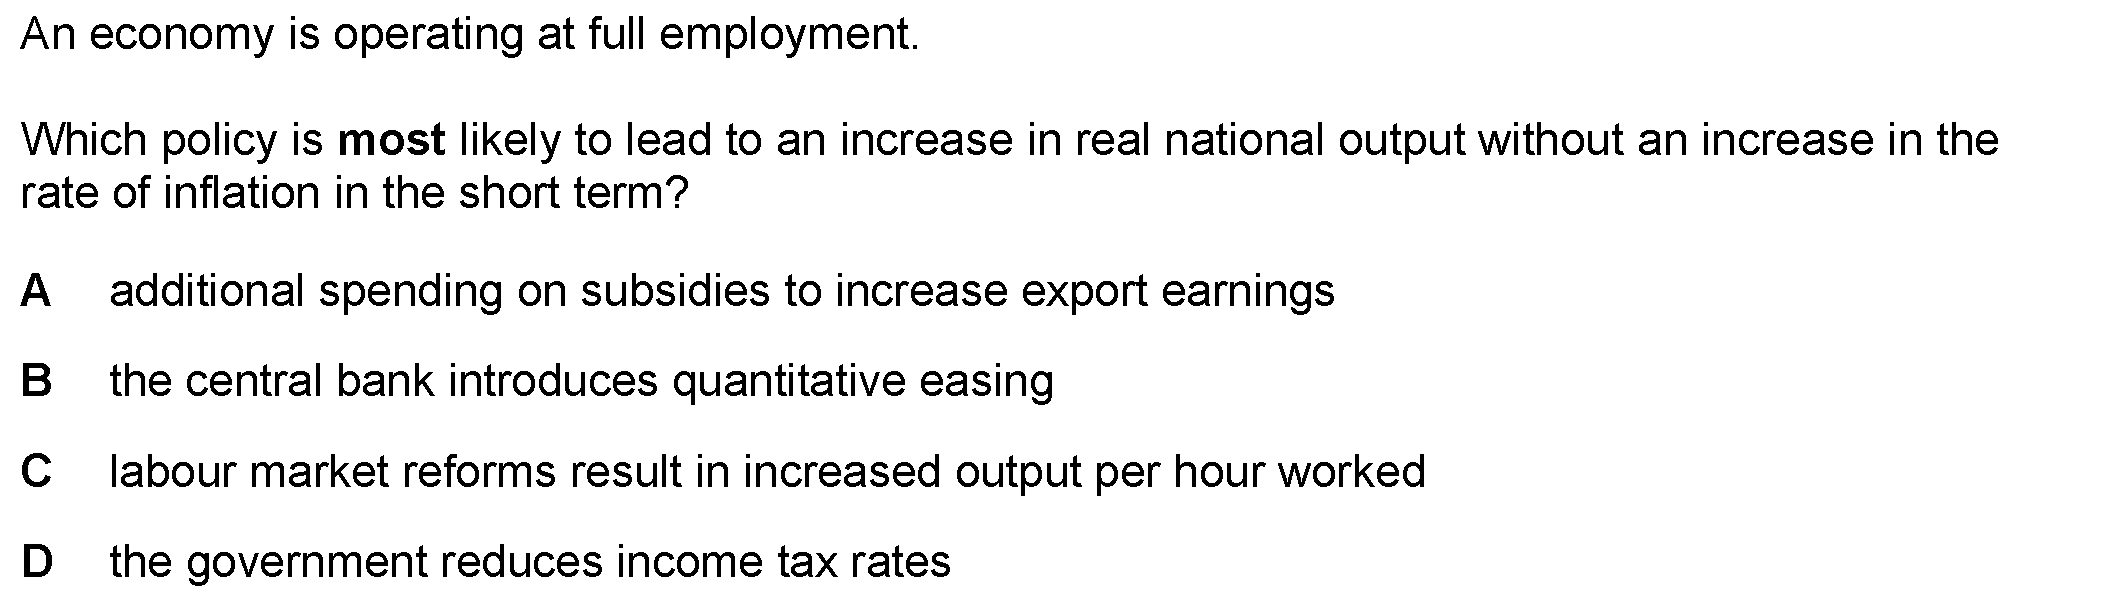 An economy is operating at full employment.
Which policy is most likely to lead to an increase in real national output without an increase in the
rate of inflation in the short term?
A additional spending on subsidies to increase export earnings
B the central bank introduces quantitative easing
C labour market reforms result in increased output per hour worked
D the government reduces income tax rates